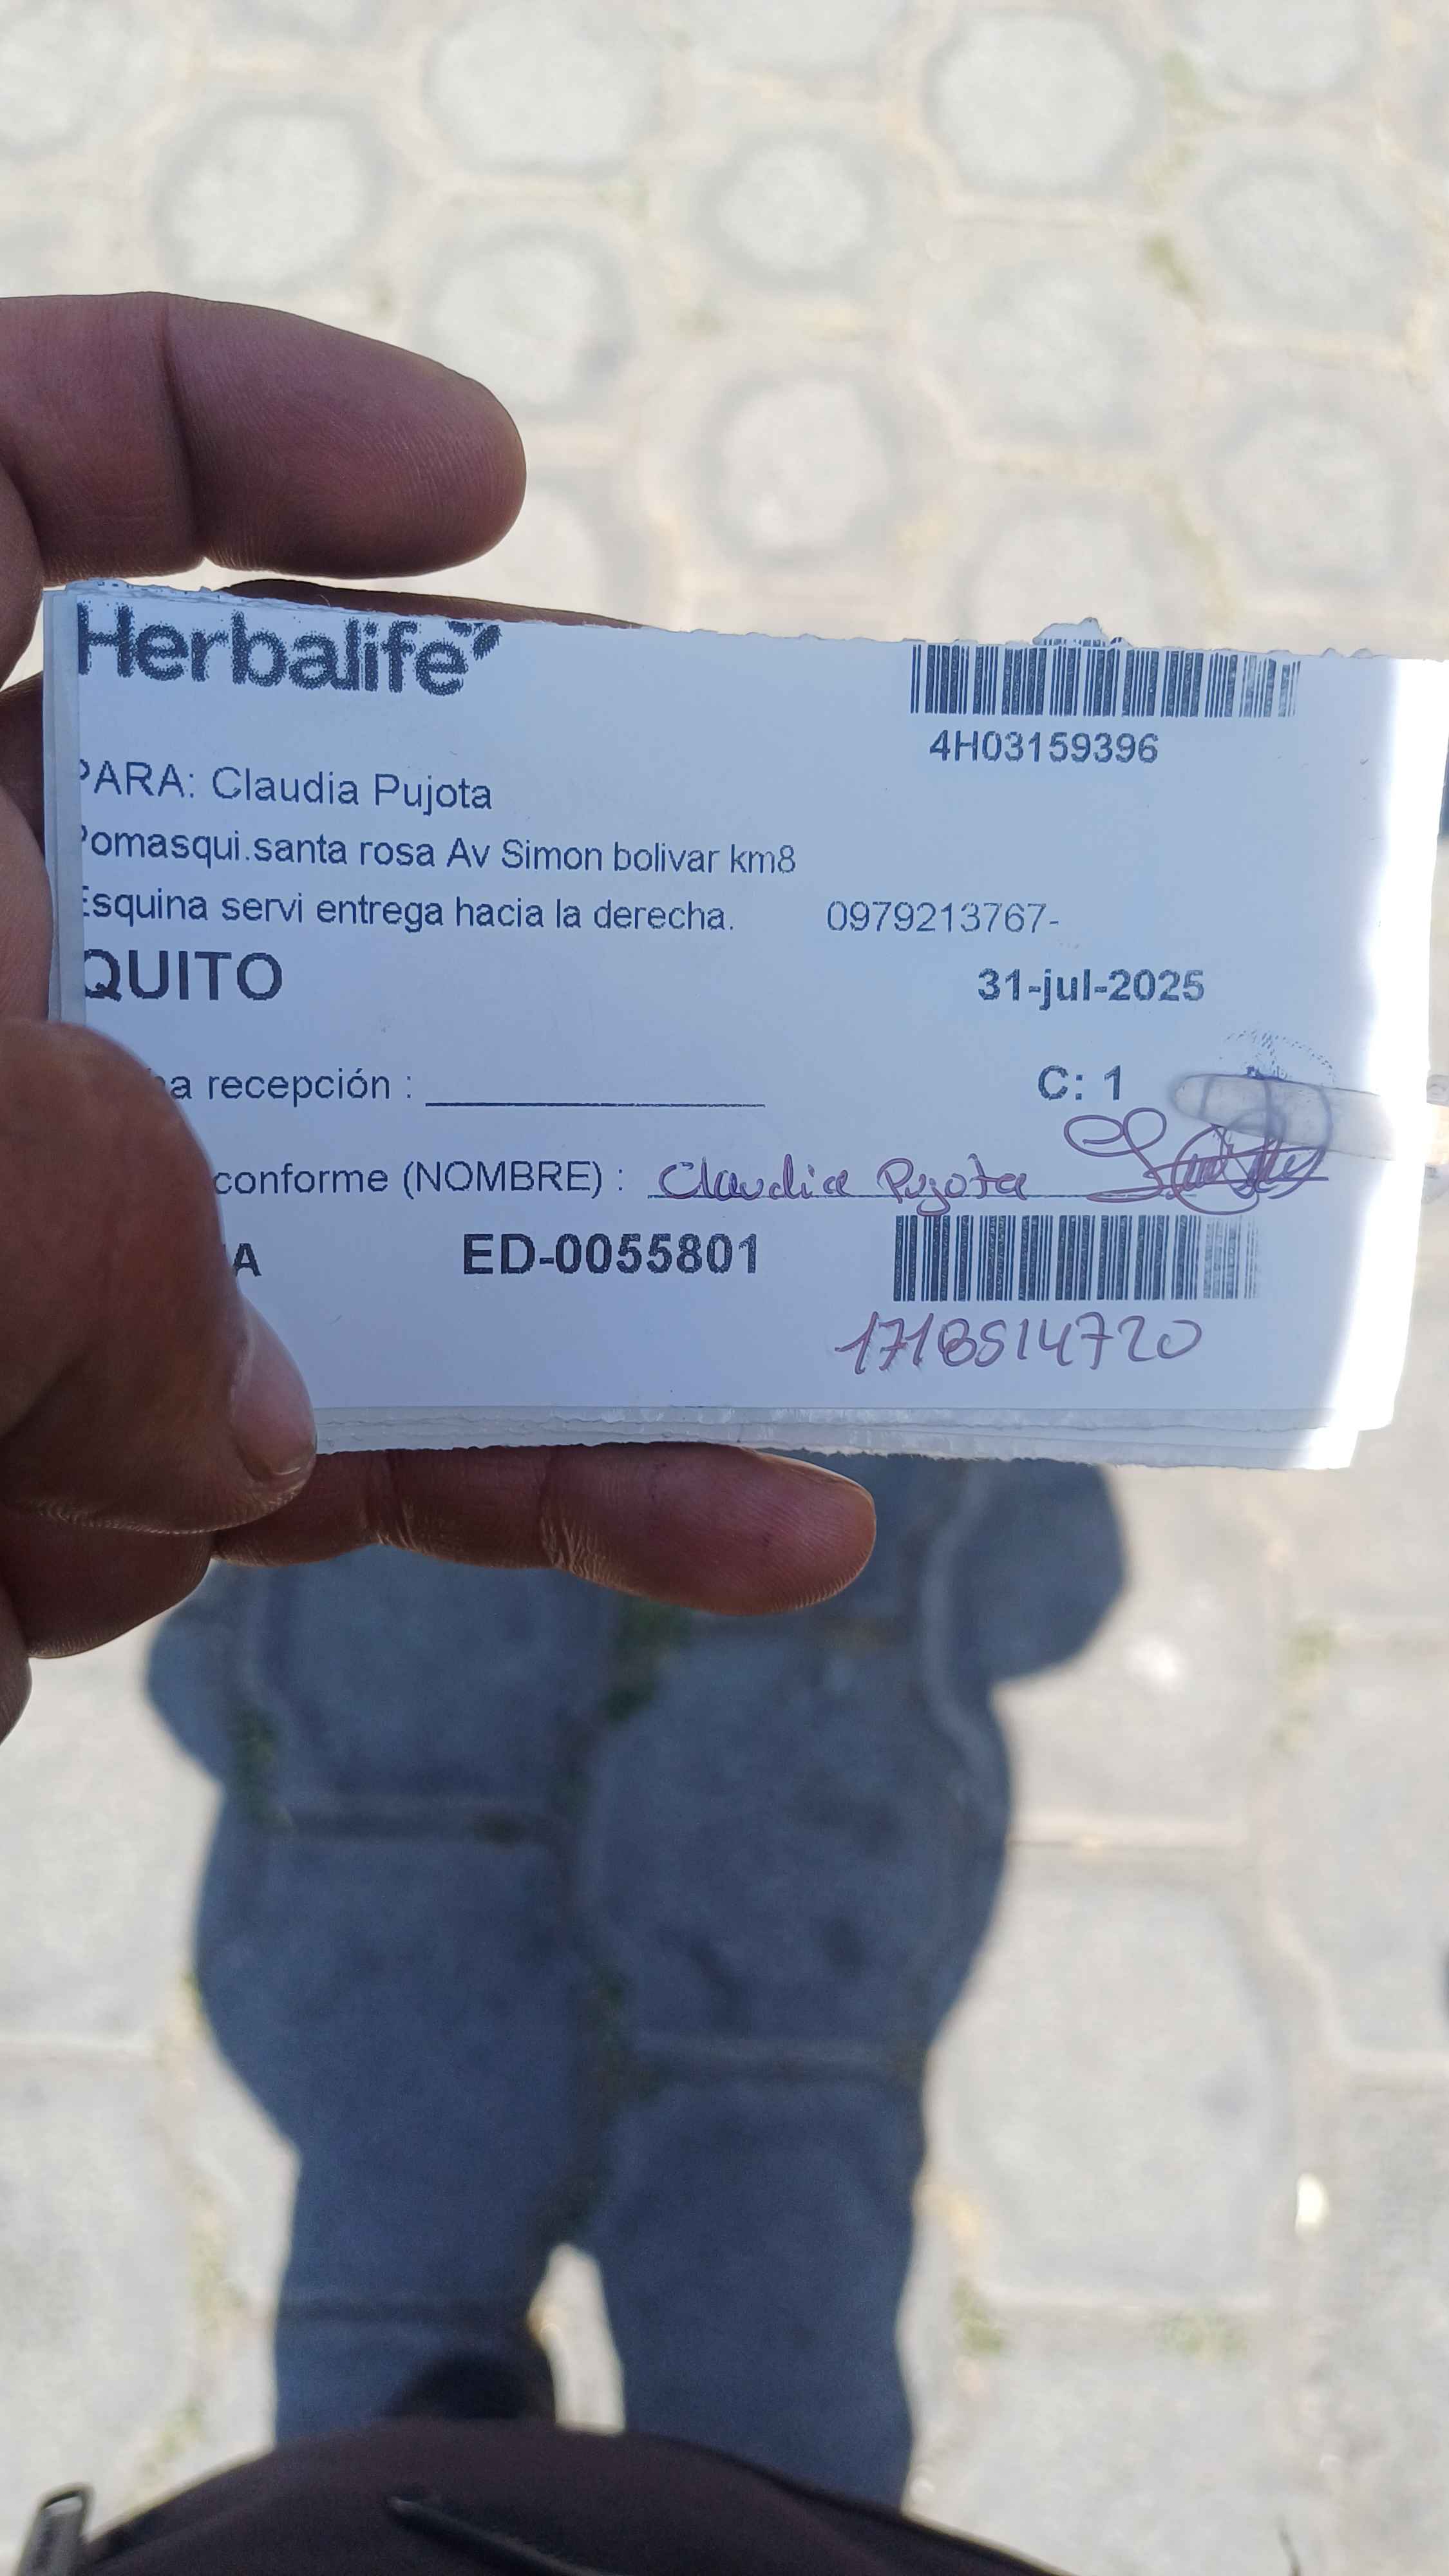 Herbalife
4H03159396
PARA: Claudia Pujota
Pomasqui.santa rosa Av Simon bolivar km8
Esquina servi entrega hacia la derecha. 0979213767-
QUITO 31-jul-2025
recepción : C: 1
conforme (NOMBRE) : Claudia Pujota
ED-0055801
1718514720